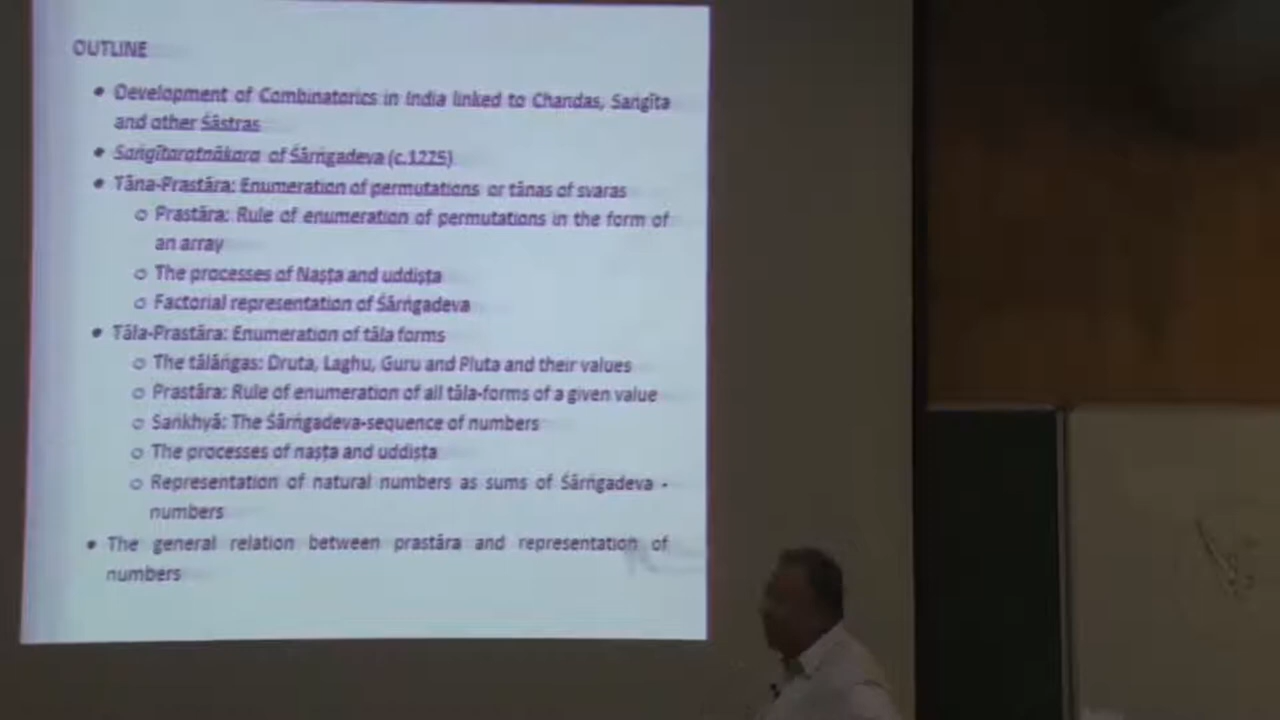 OUTLINE
• Development of Combinatorics in India linked to Chandas, Saṅgīta
and other Śāstras
• Saṅgītaratnākara of Śārṅgadeva (c.1225)
• Tāna-Prastāra: Enumeration of permutations or tānas of svaras
o Prastāra: Rule of enumeration of permutations in the form of
an array
o The processes of Naṣṭa and uddiṣṭa
o Factorial representation of Śārṅgadeva
• Tāla-Prastāra: Enumeration of tāla forms
o The tālāṅgas: Druta, Laghu, Guru and Pluta and their values
o Prastāra: Rule of enumeration of all tāla-forms of a given value
o Saṅkhyā: The Śārṅgadeva-sequence of numbers
o The processes of naṣṭa and uddiṣṭa
o Representation of natural numbers as sums of Śārṅgadeva -
numbers
• The general relation between prastāra and representation of
numbers